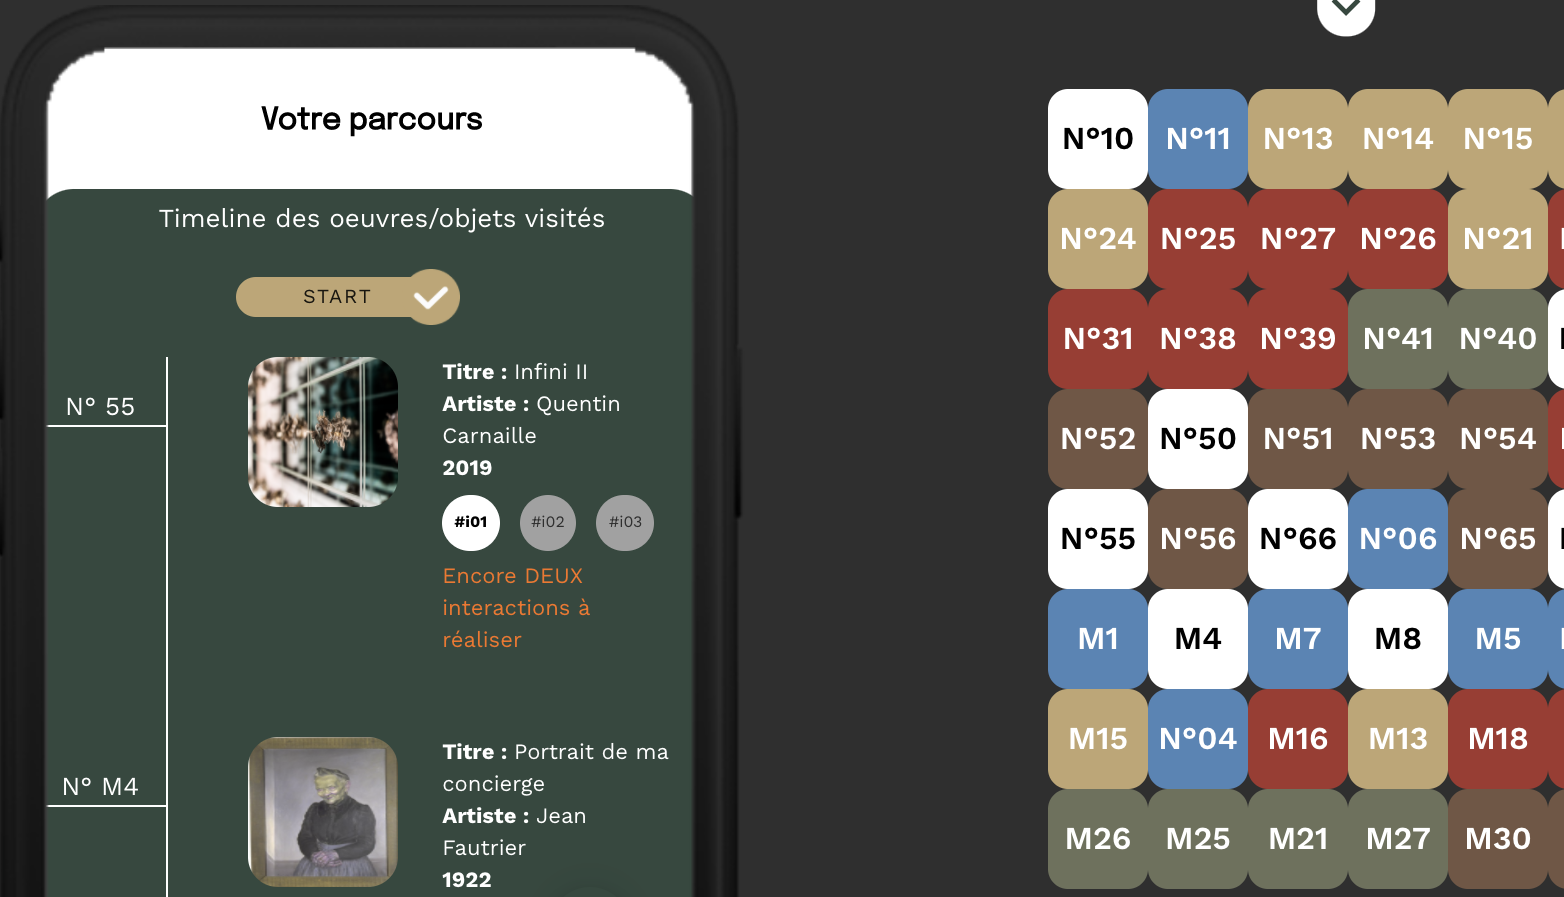 Votre parcours
Timeline des oeuvres/objets visités
START
N° 55
Titre : Infini II
Artiste : Quentin
Carnaille
2019
#i01 #i02 #i03
Encore DEUX
interactions à
réaliser
N° M4
Titre : Portrait de ma
concierge
Artiste : Jean
Fautrier
1922
N°10 N°11 N°13 N°14 N°15
N°24 N°25 N°27 N°26 N°21
N°31 N°38 N°39 N°41 N°40
N°52 N°50 N°51 N°53 N°54
N°55 N°56 N°66 N°06 N°65
M1 M4 M7 M8 M5
M15 N°04 M16 M13 M18
M26 M25 M21 M27 M30